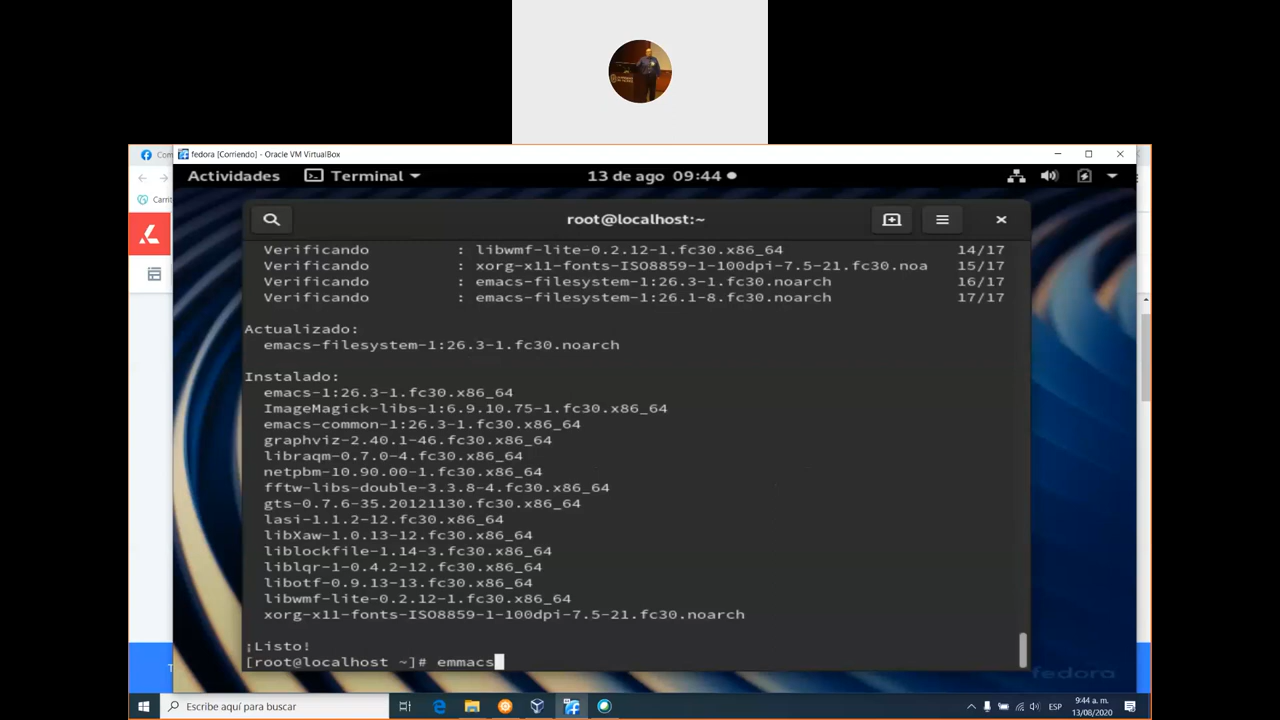 Com
fedora [Corriendo] - Oracle VM VirtualBox
Carrit
Actividades
Terminal
13 de ago 09:44
root@localhost:~
Verificando : libwmf-lite-0.2.12-1.fc30.x86_64 14/17
Verificando : xorg-x11-fonts-ISO8859-1-100dpi-7.5-21.fc30.noa 15/17
Verificando : emacs-filesystem-1:26.3-1.fc30.noarch 16/17
Verificando : emacs-filesystem-1:26.1-8.fc30.noarch 17/17
Actualizado:
emacs-filesystem-1:26.3-1.fc30.noarch
Instalado:
emacs-1:26.3-1.fc30.x86_64
ImageMagick-libs-1:6.9.10.75-1.fc30.x86_64
emacs-common-1:26.3-1.fc30.x86_64
graphviz-2.40.1-46.fc30.x86_64
libraqm-0.7.0-4.fc30.x86_64
netpbm-10.90.00-1.fc30.x86_64
fftw-libs-double-3.3.8-4.fc30.x86_64
gts-0.7.6-35.20121130.fc30.x86_64
lasi-1.1.2-12.fc30.x86_64
libXaw-1.0.13-12.fc30.x86_64
liblockfile-1.14-3.fc30.x86_64
liblqr-1-0.4.2-12.fc30.x86_64
libotf-0.9.13-13.fc30.x86_64
libwmf-lite-0.2.12-1.fc30.x86_64
xorg-x11-fonts-ISO8859-1-100dpi-7.5-21.fc30.noarch
¡Listo!
[root@localhost ~]# emmacs
fedora
T
Escribe aquí para buscar
ESP
9:44 a. m.
13/08/2020